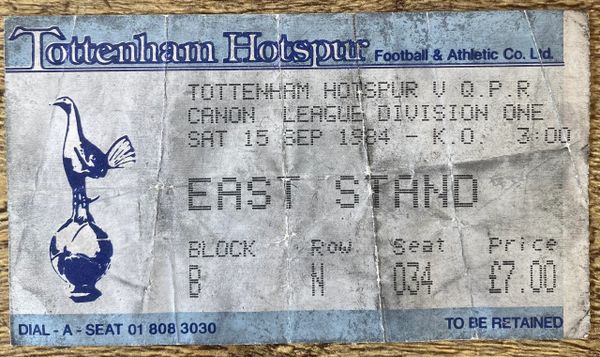 Tottenham Hotspur Football & Athletic Co. Ltd.
TOTTENHAM HOTSPUR V Q.P.R
CANON LEAGUE DIVISION ONE
SAT 15 SEP 1984 - K.O. 3:00
EAST STAND
BLOCK Row Seat Price
B N 034 £7.00
DIAL - A - SEAT 01 808 3030 TO BE RETAINED